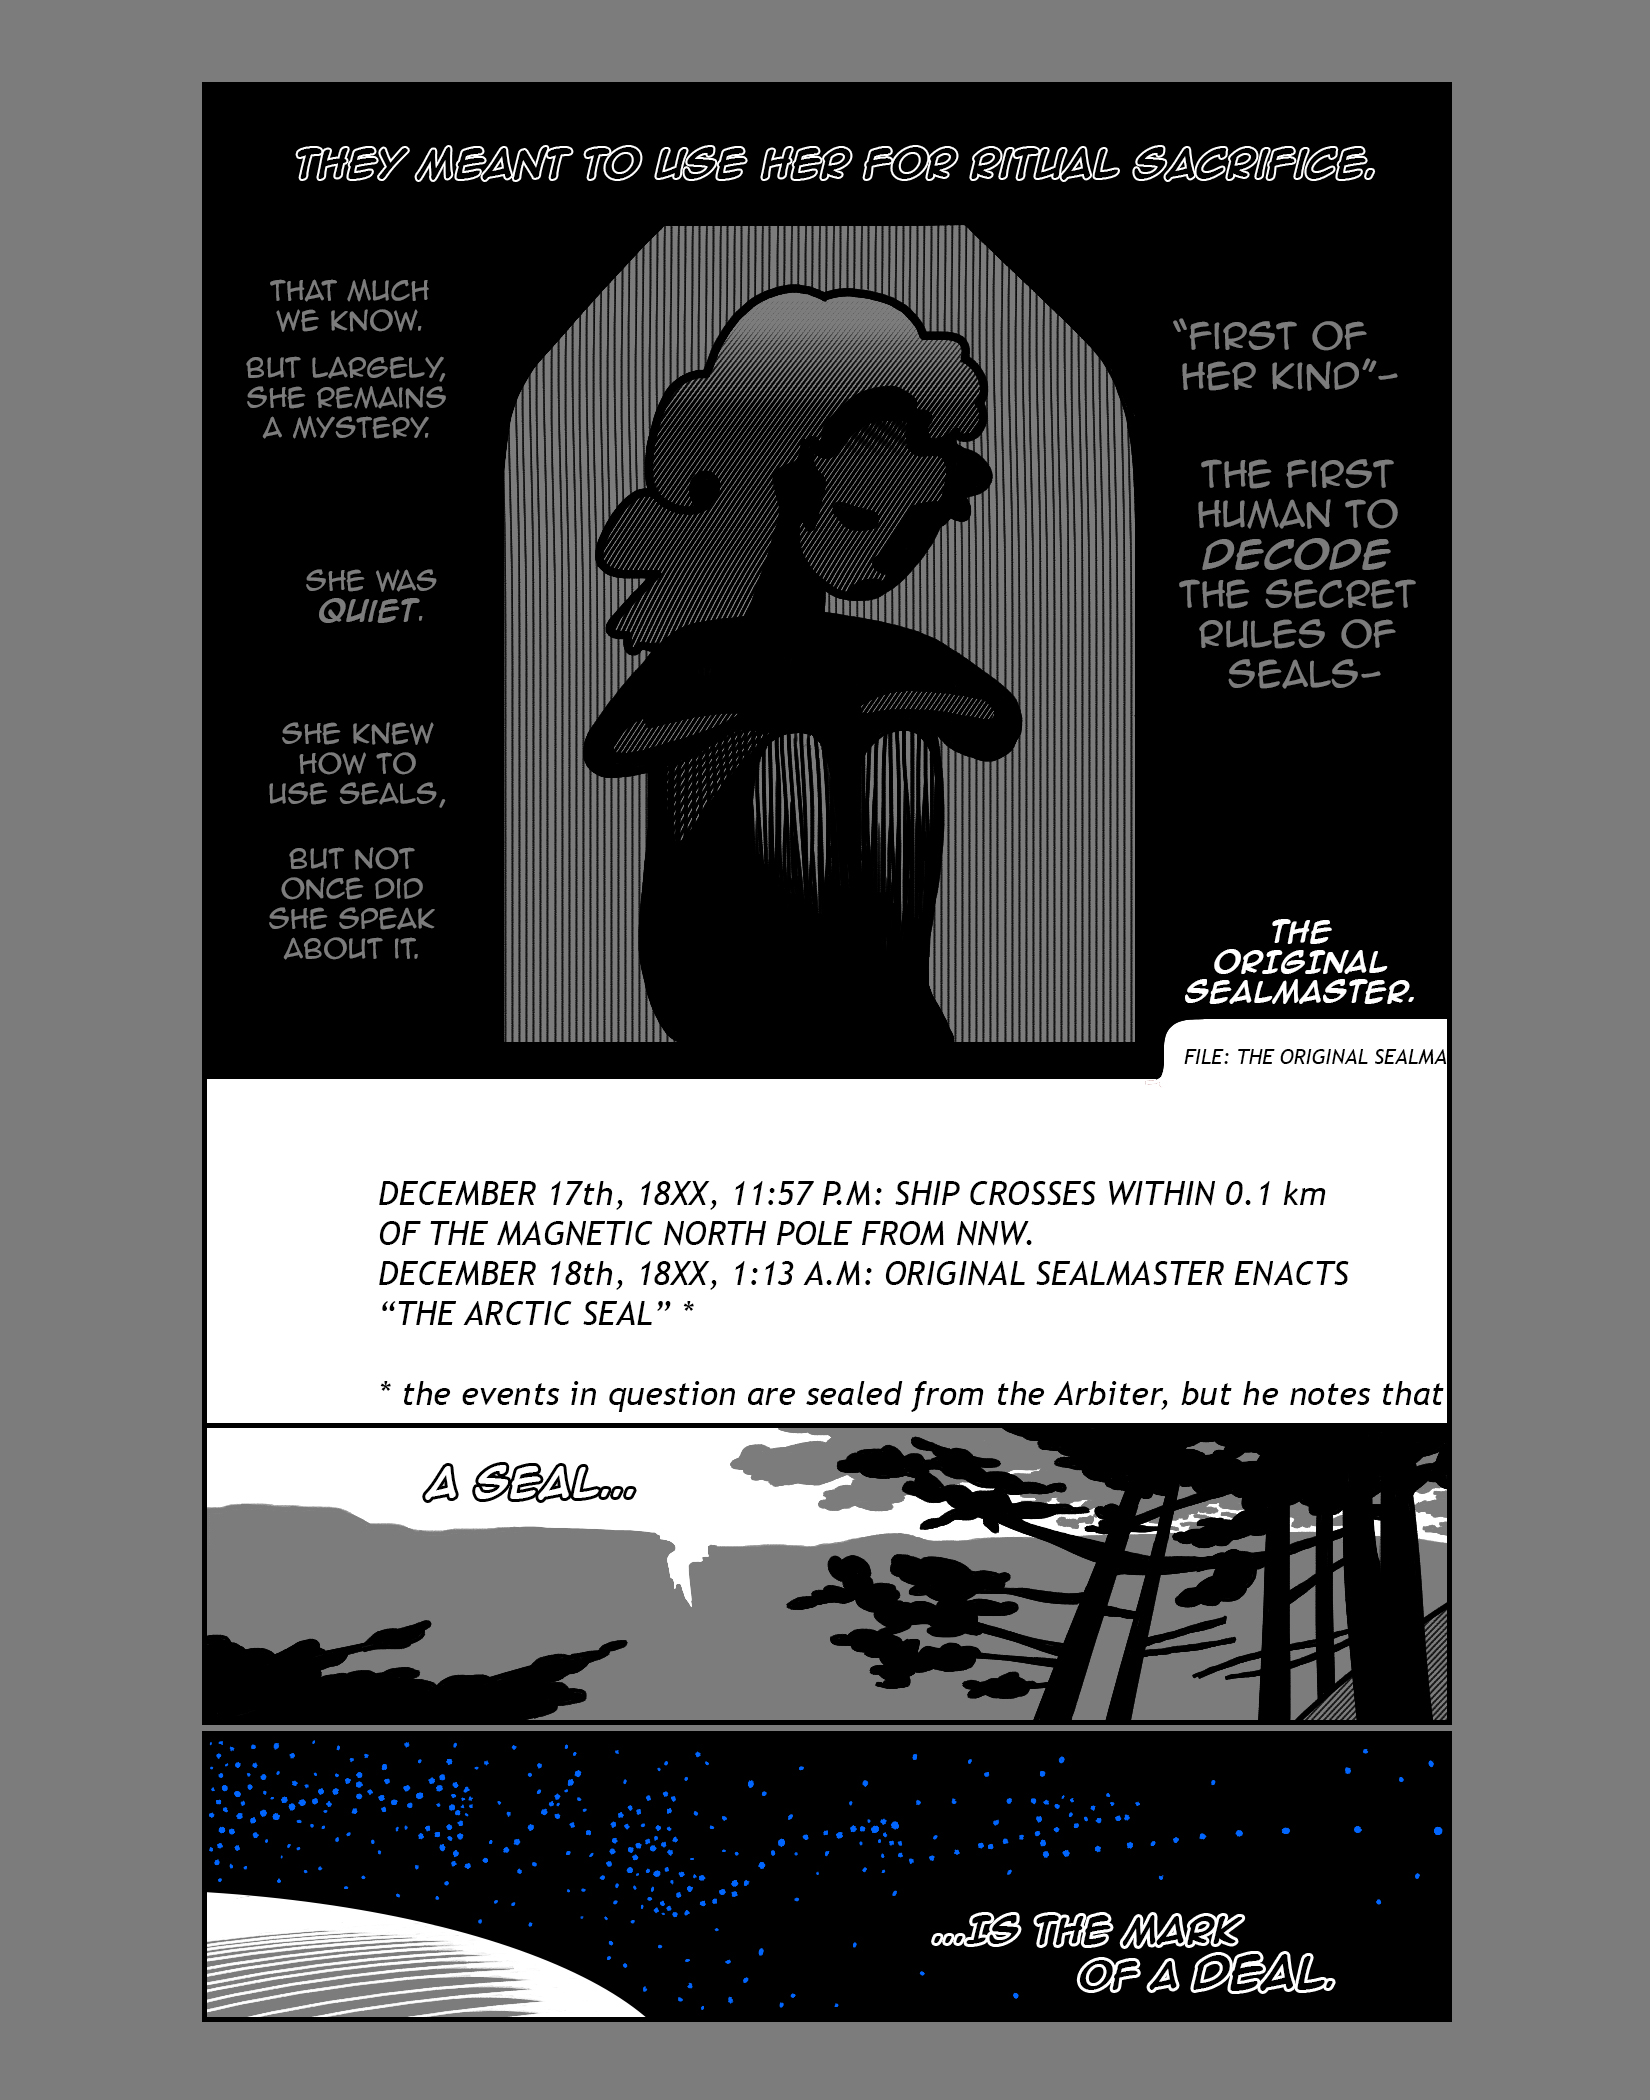 THEY MEANT TO USE HER FOR RITUAL SACRIFICE.
THAT MUCH
WE KNOW.
BUT LARGELY,
SHE REMAINS
A MYSTERY.
SHE WAS
QUIET.
SHE KNEW
HOW TO
USE SEALS,
BUT NOT
ONCE DID
SHE SPEAK
ABOUT IT.
"FIRST OF
HER KIND"–
THE FIRST
HUMAN TO
DECODE
THE SECRET
RULES OF
SEALS–
THE
ORIGINAL
SEALMASTER.
FILE: THE ORIGINAL SEALMA
DECEMBER 17th, 18XX, 11:57 P.M: SHIP CROSSES WITHIN 0.1 km
OF THE MAGNETIC NORTH POLE FROM NNW.
DECEMBER 18th, 18XX, 1:13 A.M: ORIGINAL SEALMASTER ENACTS
“THE ARCTIC SEAL” *
* the events in question are sealed from the Arbiter, but he notes that
A SEAL...
...IS THE MARK
OF A DEAL.